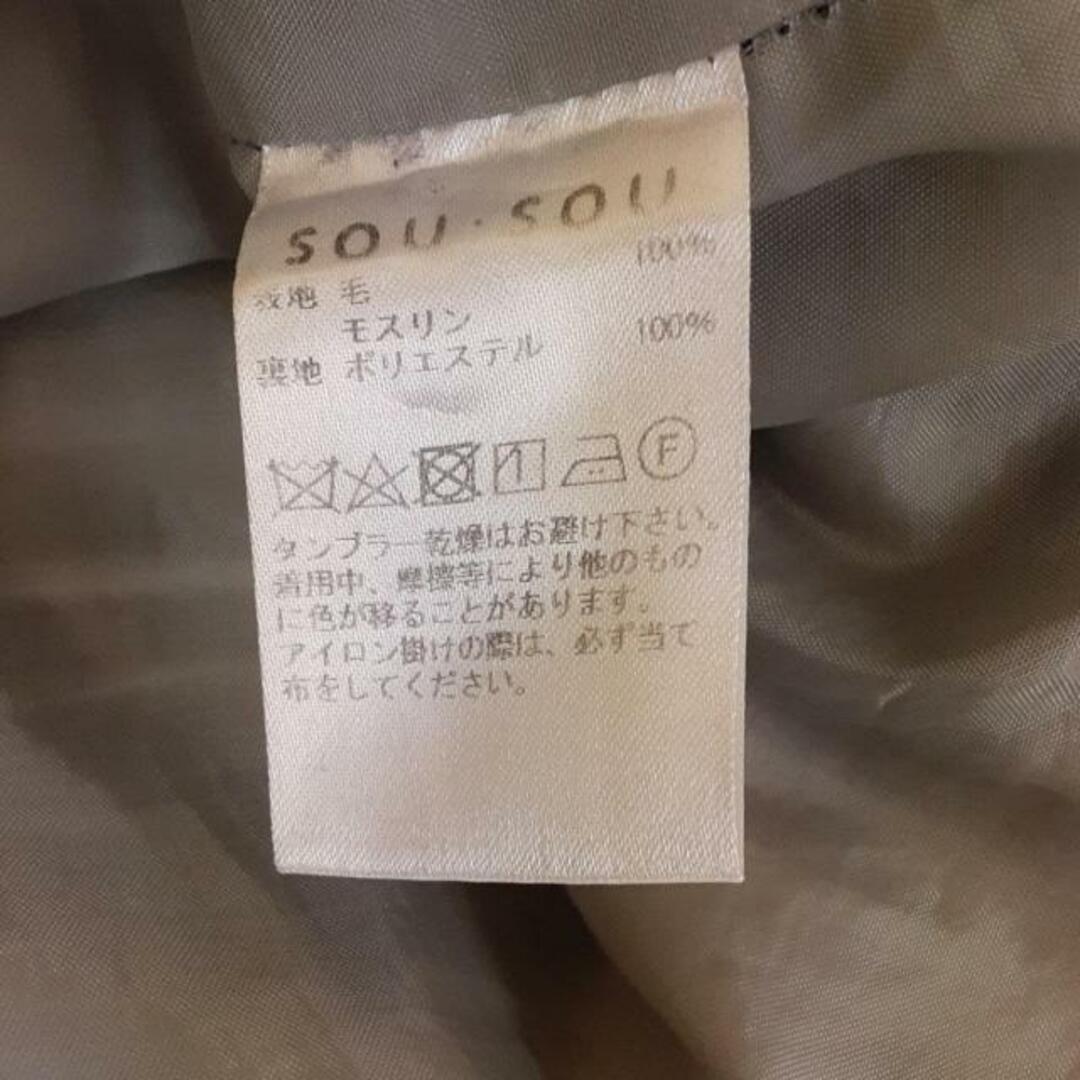 SOU・SOU
表地 毛 100%
モスリン
裏地 ポリエステル 100%
F
タンブラー乾燥はお避け下さい。
着用中、摩擦等により他のもの
に色が移ることがあります。
アイロン掛けの際は、必ず当て
布をしてください。